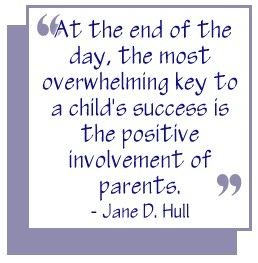 “At the end of the
day, the most
overwhelming key to
a child's success is
the positive
involvement of
parents.”
- Jane D. Hull